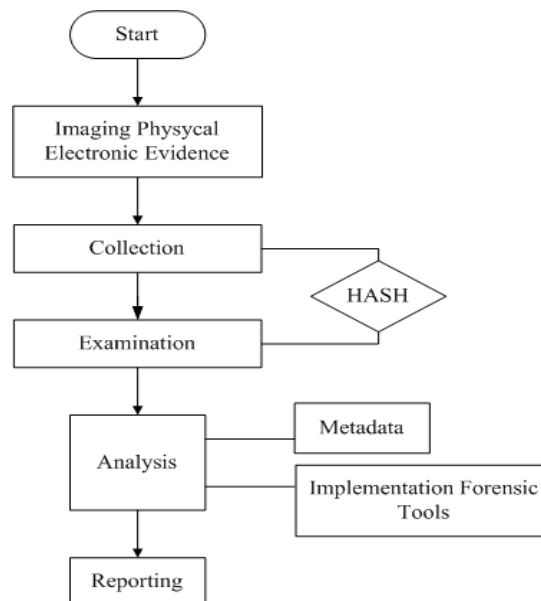 Start
Imaging Physycal
Electronic Evidence
Collection
HASH
Examination
Metadata
Analysis
Implementation Forensic
Tools
Reporting